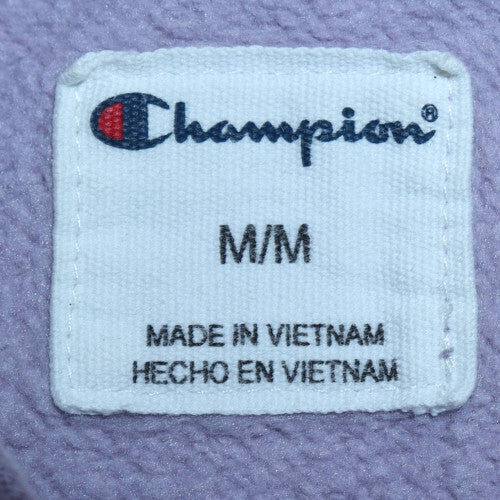 Champion®
M/M
MADE IN VIETNAM
HECHO EN VIETNAM